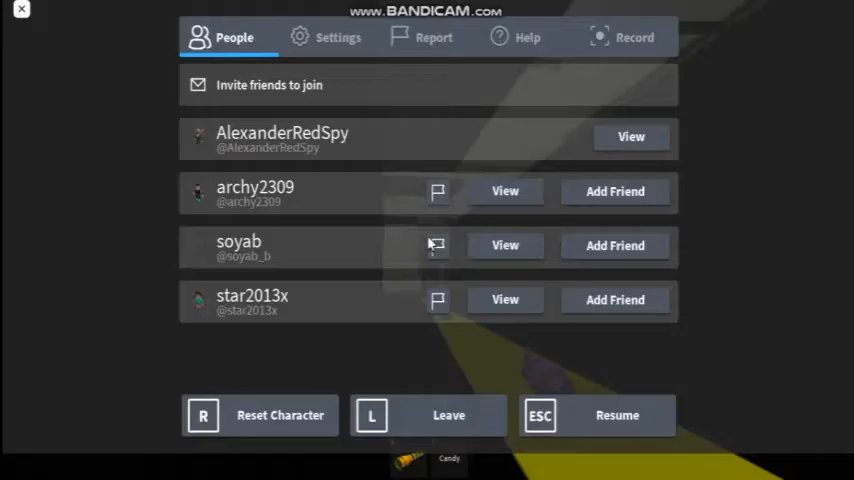 www.BANDICAM.com
People Settings Report Help Record
Invite friends to join
AlexanderRedSpy
@AlexanderRedSpy
View
archy2309
@archy2309
View Add Friend
soyab
@soyab_b
View Add Friend
star2013x
@star2013x
View Add Friend
R Reset Character L Leave ESC Resume
Candy